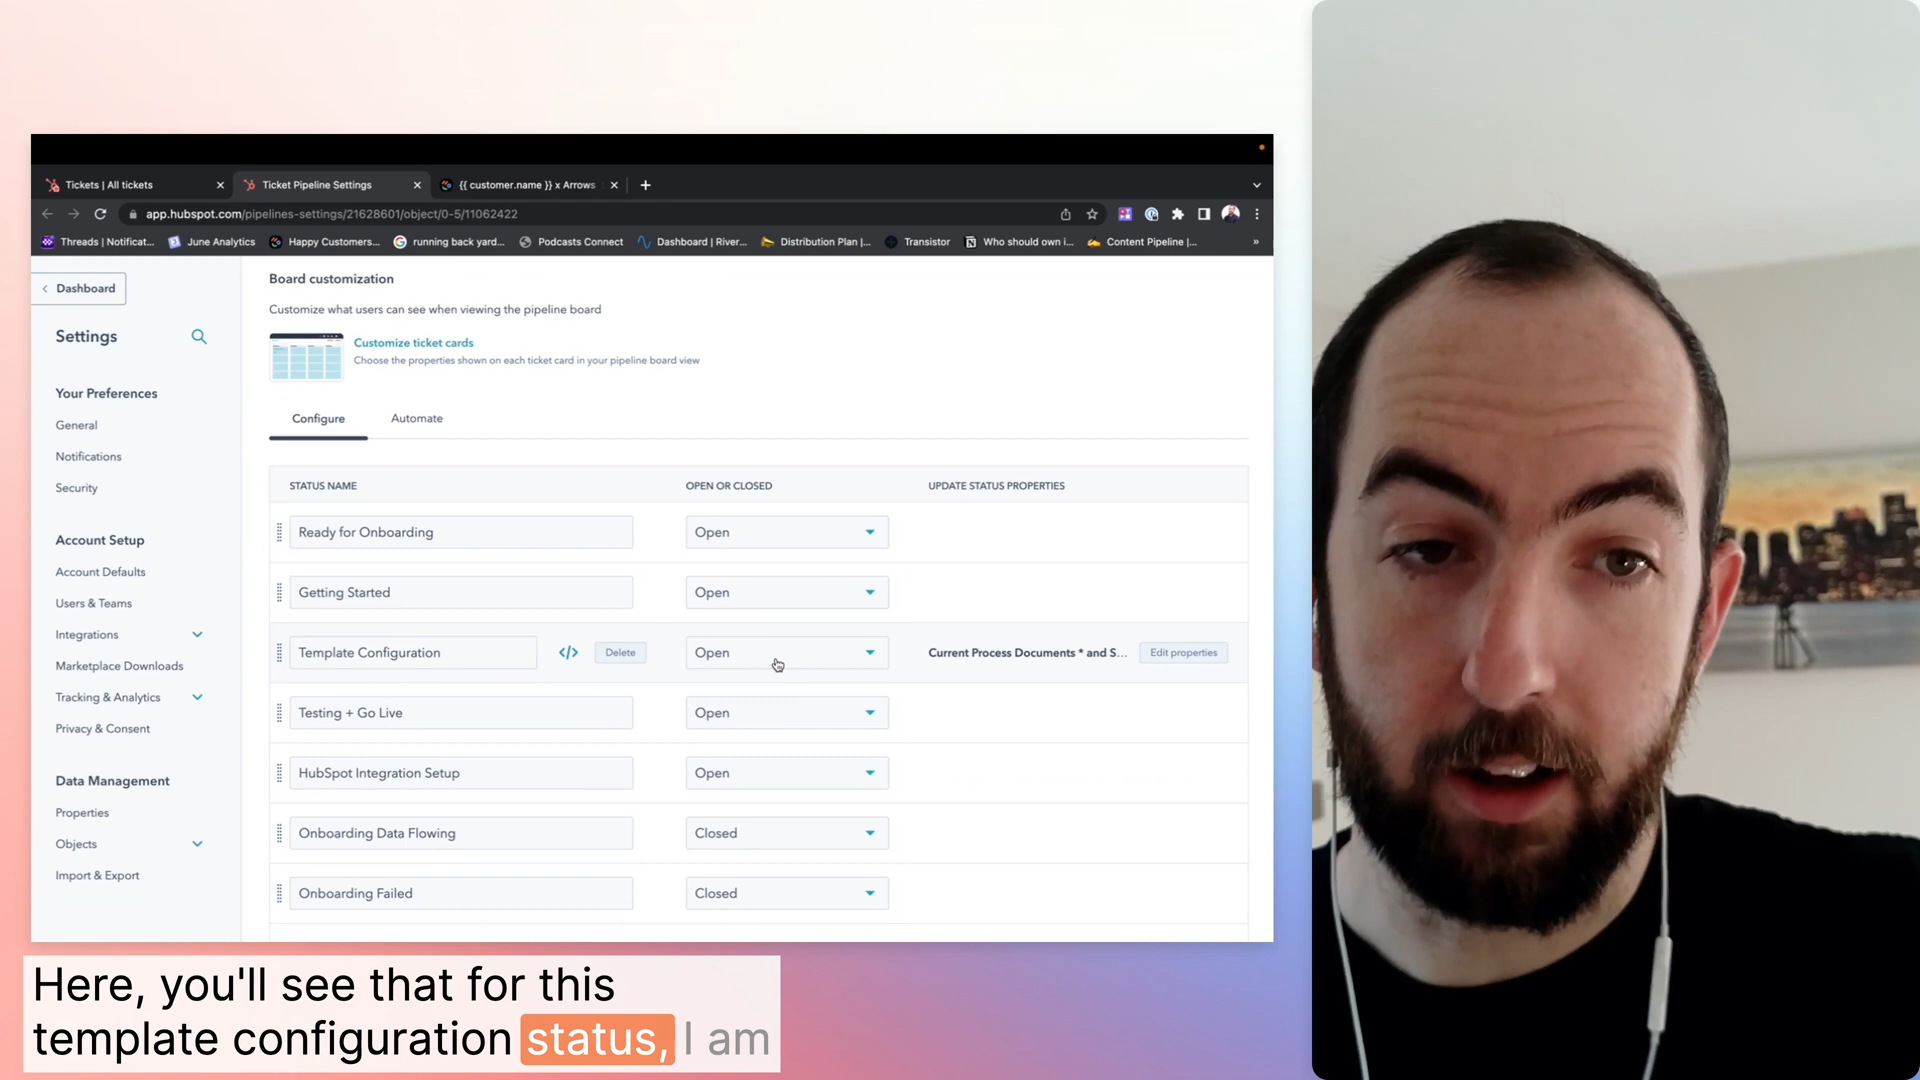 Tickets | All tickets
Ticket Pipeline Settings
{{ customer.name }} x Arrows
app.hubspot.com/pipelines-settings/21628601/object/0-5/11062422
Threads | Notificat...
June Analytics
Happy Customers...
running back yard...
Podcasts Connect
Dashboard | River...
Distribution Plan |...
Transistor
Who should own i...
Content Pipeline |...
Dashboard
Settings
Your Preferences
General
Notifications
Security
Account Setup
Account Defaults
Users & Teams
Integrations
Marketplace Downloads
Tracking & Analytics
Privacy & Consent
Data Management
Properties
Objects
Import & Export
Board customization
Customize what users can see when viewing the pipeline board
Customize ticket cards
Choose the properties shown on each ticket card in your pipeline board view
Configure Automate
STATUS NAME OPEN OR CLOSED UPDATE STATUS PROPERTIES
Ready for Onboarding Open
Getting Started Open
Template Configuration </> Delete Open Current Process Documents * and S... Edit properties
Testing + Go Live Open
HubSpot Integration Setup Open
Onboarding Data Flowing Closed
Onboarding Failed Closed
Here, you'll see that for this
template configuration status, I am